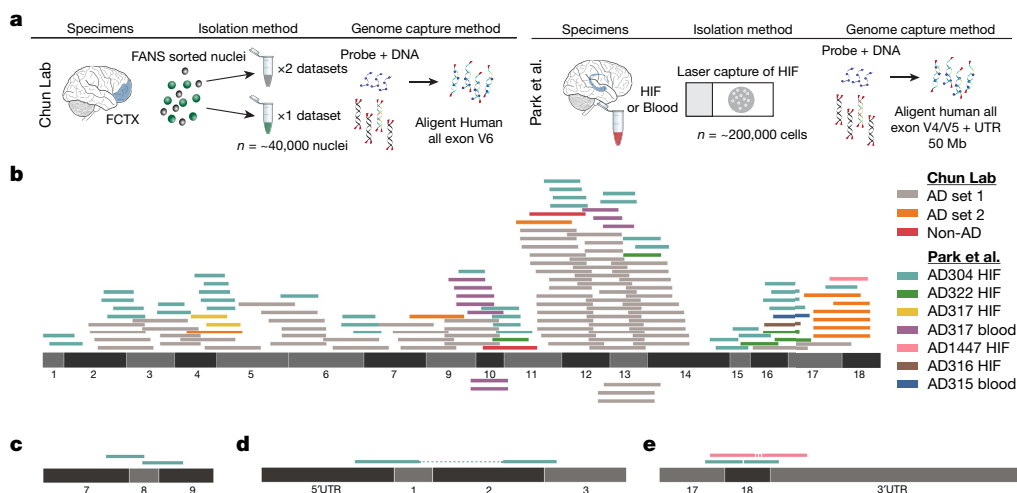 a
Specimens Isolation method Genome capture method
Chun Lab
FANS sorted nuclei
FCTX
×2 datasets
×1 dataset
n = ~40,000 nuclei
Probe + DNA
Aligent Human
all exon V6
Specimens Isolation method Genome capture method
Park et al.
HIF
or Blood
Laser capture of HIF
n = ~200,000 cells
Probe + DNA
Aligent human all
exon V4/V5 + UTR
50 Mb
b
1 2 3 4 5 6 7 9 10 11 12 13 14 15 16 17 18
Chun Lab
AD set 1
AD set 2
Non-AD
Park et al.
AD304 HIF
AD322 HIF
AD317 HIF
AD317 blood
AD1447 HIF
AD316 HIF
AD315 blood
c
7 8 9
d
5′UTR 1 2 3
e
17 18 3′UTR